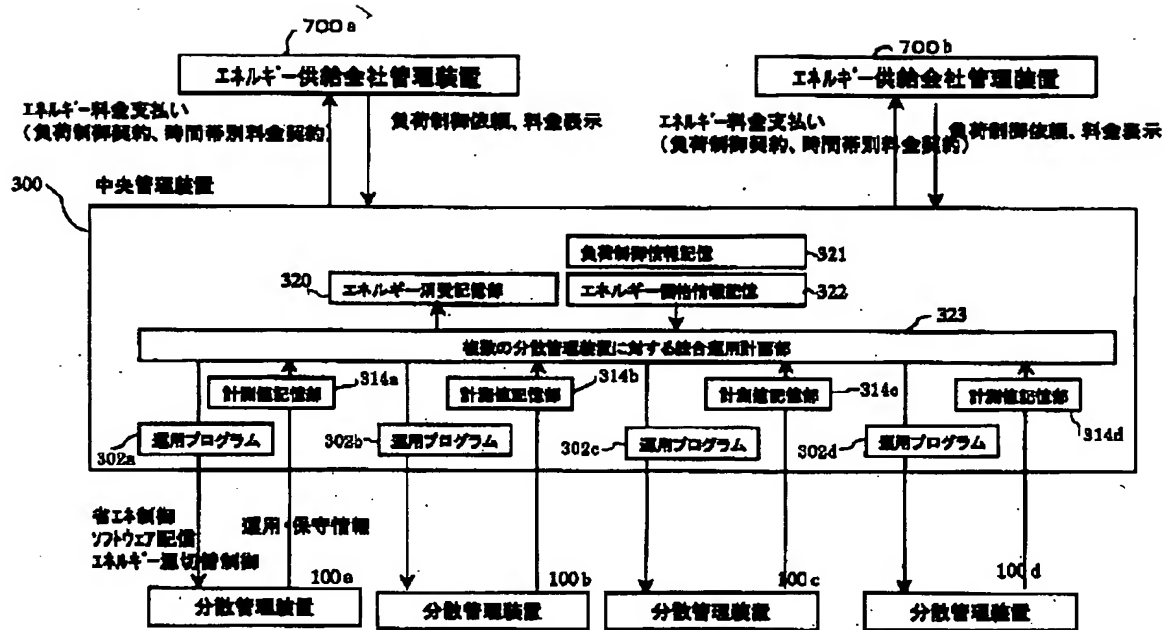 700a
エネルギー供給会社管理装置
700b
エネルギー供給会社管理装置
エネルギー料金支払い
(負荷制御契約、時間帯別料金契約)
負荷制御依頼、料金表示
エネルギー料金支払い
(負荷制御契約、時間帯別料金契約)
負荷制御依頼、料金表示
300
中央管理装置
負荷制御情報記憶
321
320
エネルギー消費記憶部
エネルギー価格情報記憶
322
323
複数の分散管理装置に対する統合運用計画部
計測値記憶部
314a
計測値記憶部
314b
計測値記憶部
314c
計測値記憶部
314d
302a
運用プログラム
302b
運用プログラム
302c
運用プログラム
302d
運用プログラム
省エネ制御
ソフトウェア配信
エネルギー源切替制御
運用・保守情報
100a
分散管理装置
100b
分散管理装置
100c
分散管理装置
100d
分散管理装置